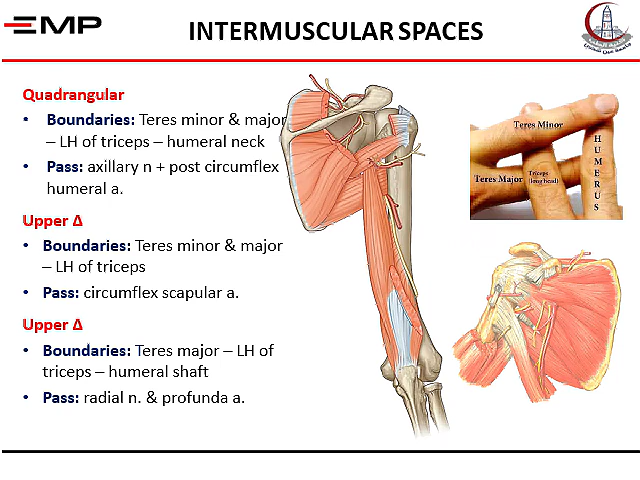 EMP
INTERMUSCULAR SPACES
Quadrangular
• Boundaries: Teres minor & major
– LH of triceps – humeral neck
• Pass: axillary n + post circumflex
humeral a.
Upper Δ
• Boundaries: Teres minor & major
– LH of triceps
• Pass: circumflex scapular a.
Upper Δ
• Boundaries: Teres major – LH of
triceps – humeral shaft
• Pass: radial n. & profunda a.
Teres Minor
Teres Major
Triceps
(long head)
HUMERUS